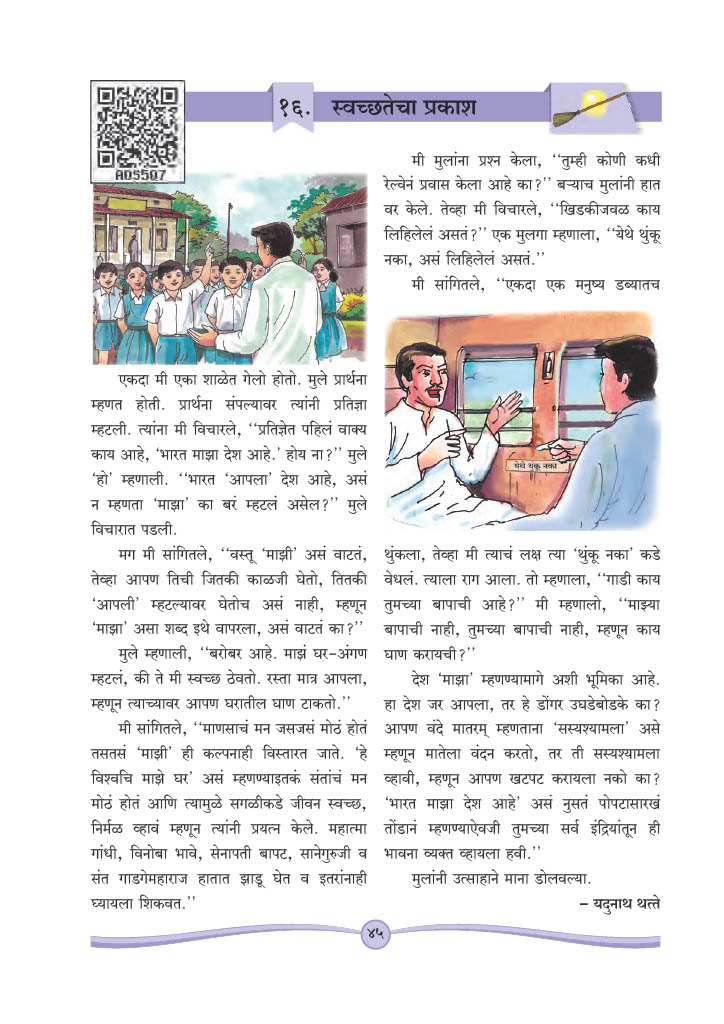 १६. स्वच्छतेचा प्रकाश
A0S5Q7
एकदा मी एका शाळेत गेलो होतो. मुले प्रार्थना
म्हणत होती. प्रार्थना संपल्यावर त्यांनी प्रतिज्ञा
म्हटली. त्यांना मी विचारले, ‘‘प्रतिज्ञेत पहिलं वाक्य
काय आहे, ‘भारत माझा देश आहे.’ होय ना?’’ मुले
‘हो’ म्हणाली. ‘‘भारत ‘आपला’ देश आहे, असं
न म्हणता ‘माझा’ का बरं म्हटलं असेल?’’ मुले
विचारात पडली.
मग मी सांगितले, ‘‘वस्तू ‘माझी’ असं वाटतं,
तेव्हा आपण तिची जितकी काळजी घेतो, तितकी
‘आपली’ म्हटल्यावर घेतोच असं नाही, म्हणून
‘माझा’ असा शब्द इथे वापरला, असं वाटतं का?’’
मुले म्हणाली, ‘‘बरोबर आहे. माझं घर-अंगण
म्हटलं, की ते मी स्वच्छ ठेवतो. रस्ता मात्र आपला,
म्हणून त्याच्यावर आपण घरातील घाण टाकतो.’’
मी सांगितले, ‘‘माणसाचं मन जसजसं मोठं होतं
तसतसं ‘माझी’ ही कल्पनाही विस्तारत जाते. ‘हे
विश्वचि माझे घर’ असं म्हणण्याइतकं संतांचं मन
मोठं होतं आणि त्यामुळे सगळीकडे जीवन स्वच्छ,
निर्मळ व्हावं म्हणून त्यांनी प्रयत्न केले. महात्मा
गांधी, विनोबा भावे, सेनापती बापट, सानेगुरुजी व
संत गाडगेमहाराज हातात झाडू घेत व इतरांनाही
घ्यायला शिकवत.’’
मी मुलांना प्रश्न केला, ‘‘तुम्ही कोणी कधी
रेल्वेनं प्रवास केला आहे का?’’ बऱ्याच मुलांनी हात
वर केले. तेव्हा मी विचारले, ‘‘खिडकीजवळ काय
लिहिलेलं असतं?’’ एक मुलगा म्हणाला, ‘‘येथे थुंकू
नका, असं लिहिलेलं असतं.’’
मी सांगितले, ‘‘एकदा एक मनुष्य डब्यातच
येथे थुंकू नका
थुंकला, तेव्हा मी त्याचं लक्ष त्या ‘थुंकू नका’ कडे
वेधलं. त्याला राग आला. तो म्हणाला, ‘‘गाडी काय
तुमच्या बापाची आहे?’’ मी म्हणालो, ‘‘माझ्या
बापाची नाही, तुमच्या बापाची नाही, म्हणून काय
घाण करायची?’’
देश ‘माझा’ म्हणण्यामागे अशी भूमिका आहे.
हा देश जर आपला, तर हे डोंगर उघडेबोडके का?
आपण वंदे मातरम् म्हणताना ‘सस्यश्यामला’ असे
म्हणून मातेला वंदन करतो, तर ती सस्यश्यामला
व्हावी, म्हणून आपण खटपट करायला नको का?
‘भारत माझा देश आहे’ असं नुसतं पोपटासारखं
तोंडानं म्हणण्याऐवजी तुमच्या सर्व इंद्रियांतून ही
भावना व्यक्त व्हायला हवी.’’
मुलांनी उत्साहाने माना डोलवल्या.
– यदुनाथ थत्ते
४५